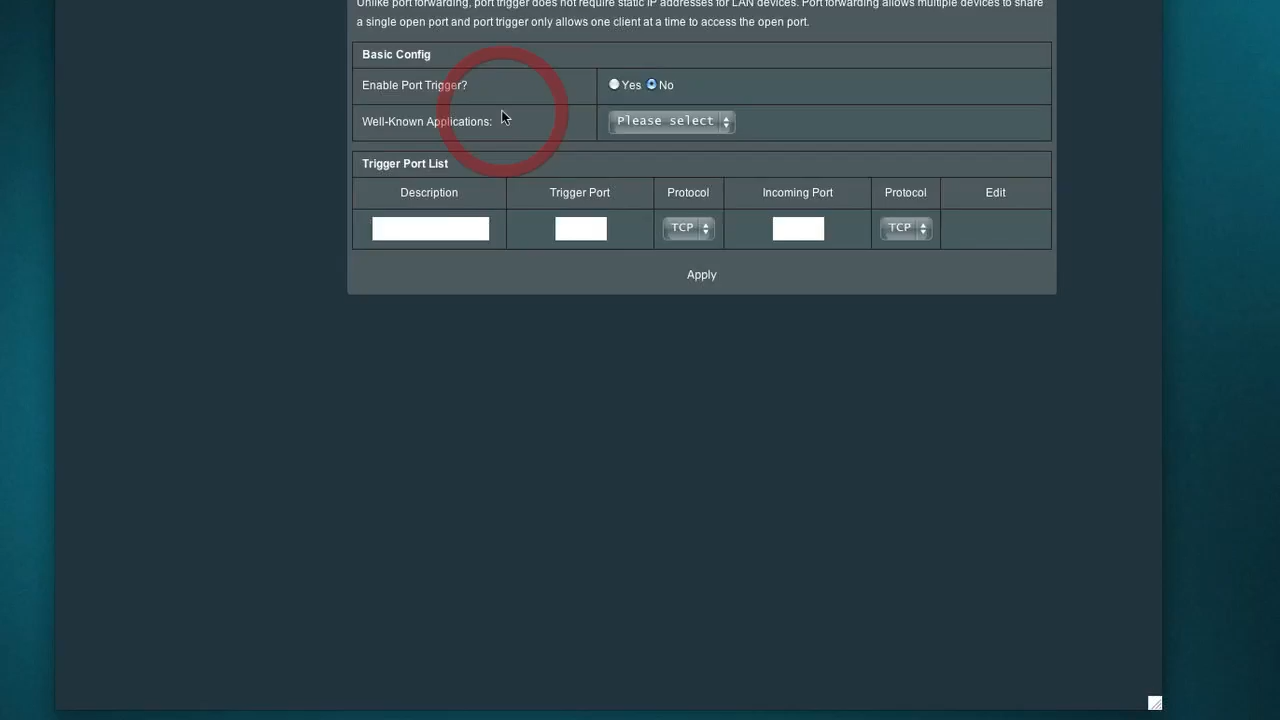 Unlike port forwarding, port trigger does not require static IP addresses for LAN devices. Port forwarding allows multiple devices to share
a single open port and port trigger only allows one client at a time to access the open port.
Basic Config
Enable Port Trigger? Yes No
Well-Known Applications: Please select
Trigger Port List
Description Trigger Port Protocol Incoming Port Protocol Edit
TCP TCP
Apply